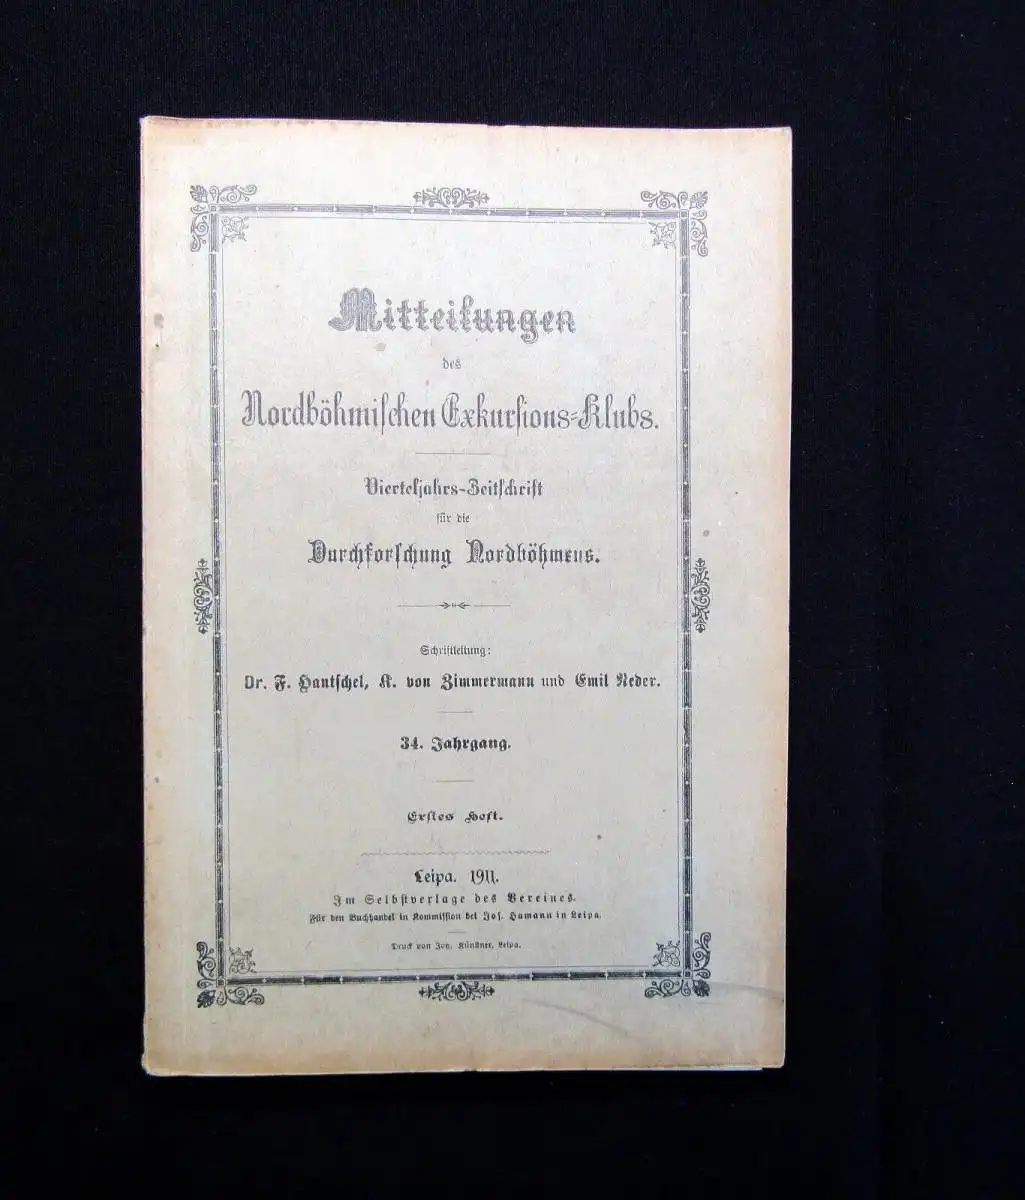 Mitteilungen
des
Nordböhmischen Exkursions-Klubs.
Vierteljahrs-Zeitschrift
für die
Durchforschung Nordböhmens.
Schriftleitung:
Dr. F. Hantschel, K. von Zimmermann und Emil Neder.
34. Jahrgang.
Erstes Heft.
Leipa. 1911.
Im Selbstverlage des Vereines.
Für den Buchhandel in Kommission bei Joh. Hamann in Leipa.
Druck von Joh. Künstner, Leipa.